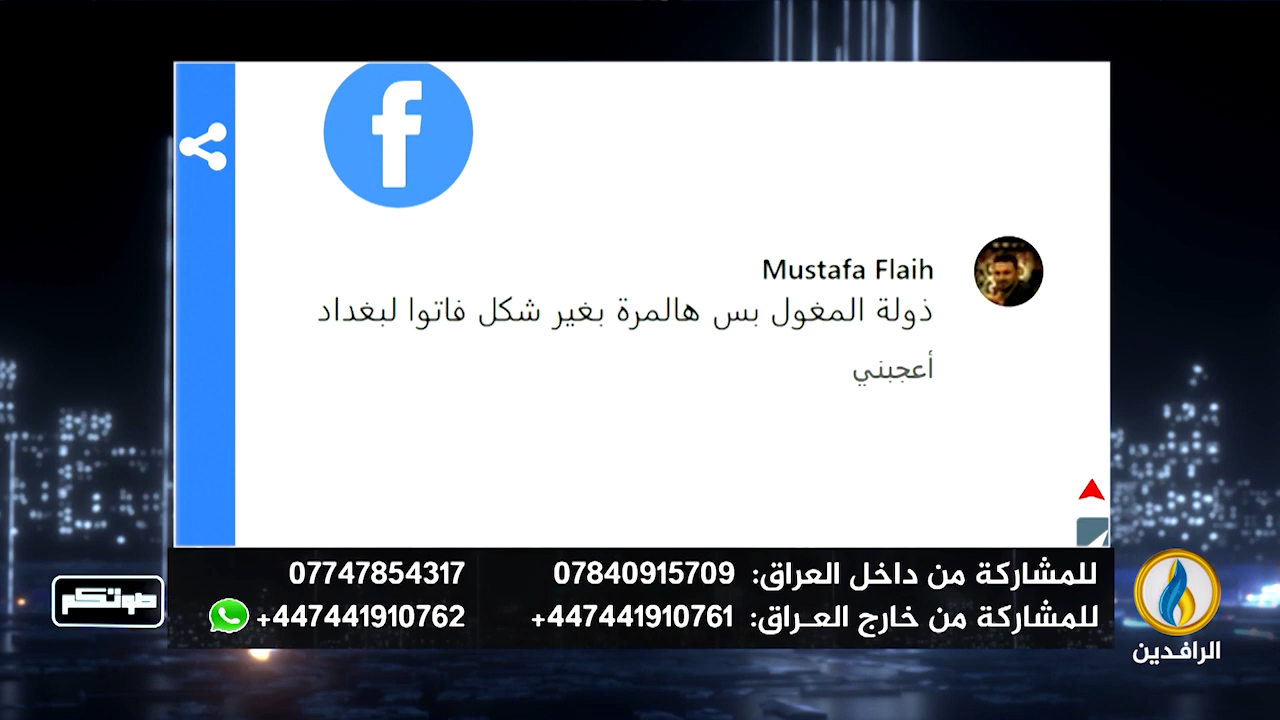 Mustafa Flaih
ذولة المغول بس هالمرة بغير شكل فاتوا لبغداد
أعجبني
للمشاركة من داخل العراق: 07840915709 07747854317
للمشاركة من خارج العـراق: 447441910761+ 447441910762+
صوتكم
الرافدين